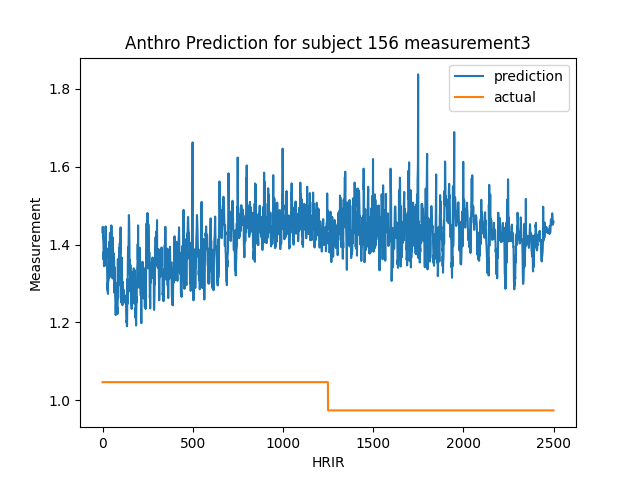 Anthro Prediction for subject 156 measurement3
prediction
actual
1.8
1.6
1.4
1.2
1.0
Measurement
0
500
1000
1500
2000
2500
HRIR